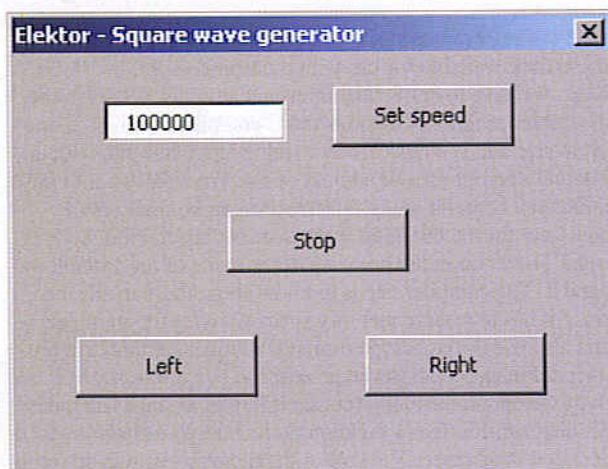 Elektor - Square wave generator
100000
Set speed
Stop
Left
Right